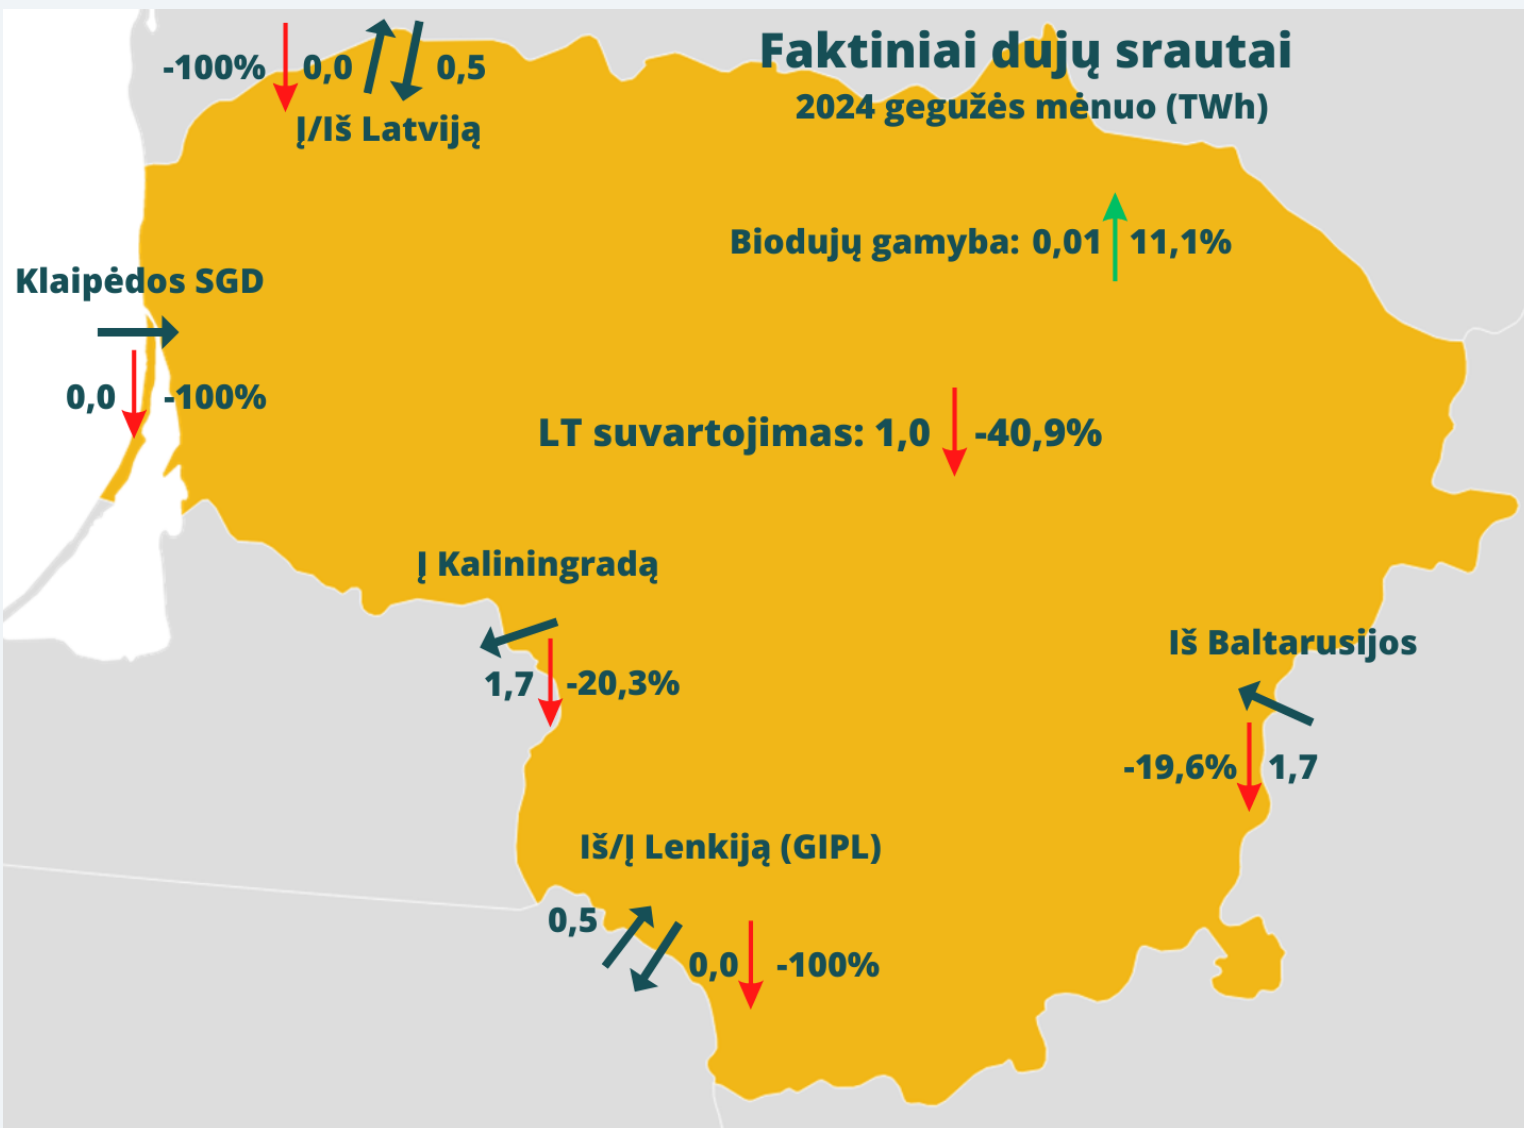 Faktiniai dujų srautai
2024 gegužės mėnuo (TWh)
-100% 0,0 0,5
Į/Iš Latviją
Biodujų gamyba: 0,01 11,1%
Klaipėdos SGD
0,0 -100%
LT suvartojimas: 1,0 -40,9%
Į Kaliningradą
1,7 -20,3%
Iš Baltarusijos
-19,6% 1,7
Iš/Į Lenkiją (GIPL)
0,5
0,0 -100%